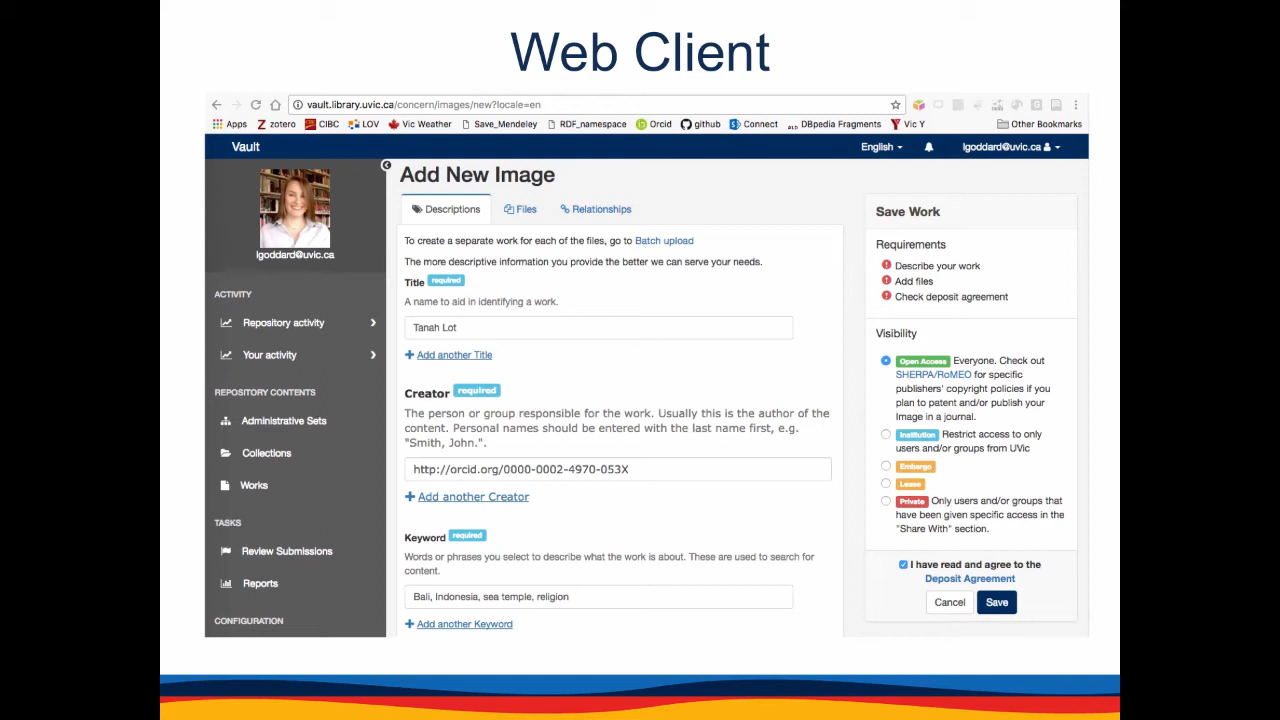 Web Client
vault.library.uvic.ca/concern/images/new?locale=en
Apps zotero CIBC LOV Vic Weather Save_Mendeley RDF_namespace Orcid github Connect DBpedia Fragments Vic Y Other Bookmarks
Vault English lgoddard@uvic.ca
lgoddard@uvic.ca
ACTIVITY
Repository activity
Your activity
REPOSITORY CONTENTS
Administrative Sets
Collections
Works
TASKS
Review Submissions
Reports
CONFIGURATION
Add New Image
Descriptions Files Relationships
To create a separate work for each of the files, go to Batch upload
The more descriptive information you provide the better we can serve your needs.
Title required
A name to aid in identifying a work.
Tanah Lot
+ Add another Title
Creator required
The person or group responsible for the work. Usually this is the author of the
content. Personal names should be entered with the last name first, e.g.
"Smith, John.".
http://orcid.org/0000-0002-4970-053X
+ Add another Creator
Keyword required
Words or phrases you select to describe what the work is about. These are used to search for
content.
Bali, Indonesia, sea temple, religion
+ Add another Keyword
Save Work
Requirements
Describe your work
Add files
Check deposit agreement
Visibility
Open Access Everyone. Check out
SHERPA/RoMEO for specific
publishers' copyright policies if you
plan to patent and/or publish your
Image in a journal.
Institution Restrict access to only
users and/or groups from UVic
Embargo
Lease
Private Only users and/or groups that
have been given specific access in the
"Share With" section.
I have read and agree to the
Deposit Agreement
Cancel Save